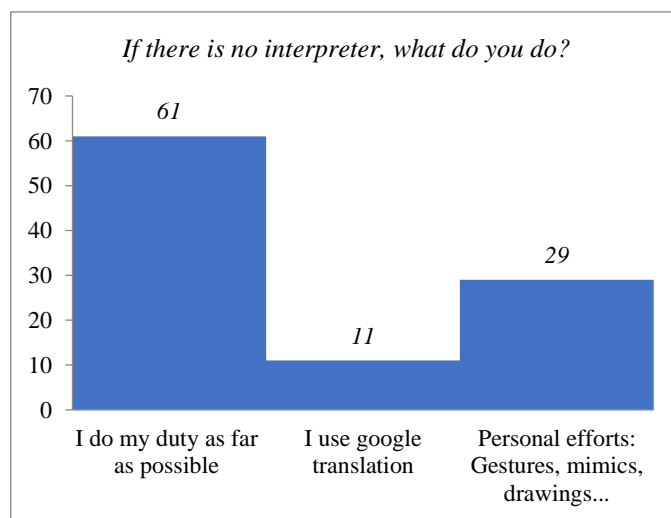 If there is no interpreter, what do you do?
70
60
50
40
30
20
10
0
61
11
29
I do my duty as far
as possible
I use google
translation
Personal efforts:
Gestures, mimics,
drawings...